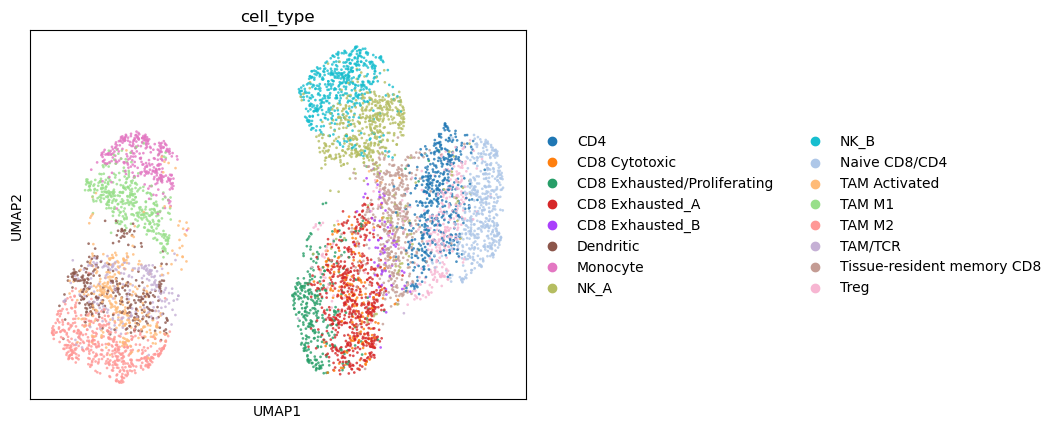 cell_type
UMAP2
UMAP1
CD4
CD8 Cytotoxic
CD8 Exhausted/Proliferating
CD8 Exhausted_A
CD8 Exhausted_B
Dendritic
Monocyte
NK_A
NK_B
Naive CD8/CD4
TAM Activated
TAM M1
TAM M2
TAM/TCR
Tissue-resident memory CD8
Treg